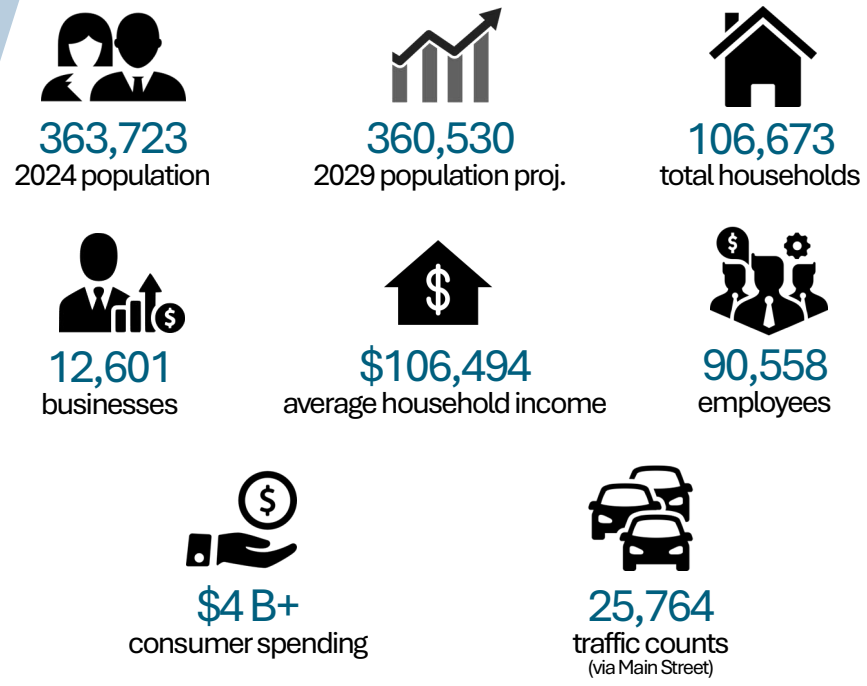 363,723
2024 population
360,530
2029 population proj.
106,673
total households
$
12,601
businesses
$
$106,494
average household income
$
90,558
employees
$
$4 B+
consumer spending
25,764
traffic counts
(via Main Street)